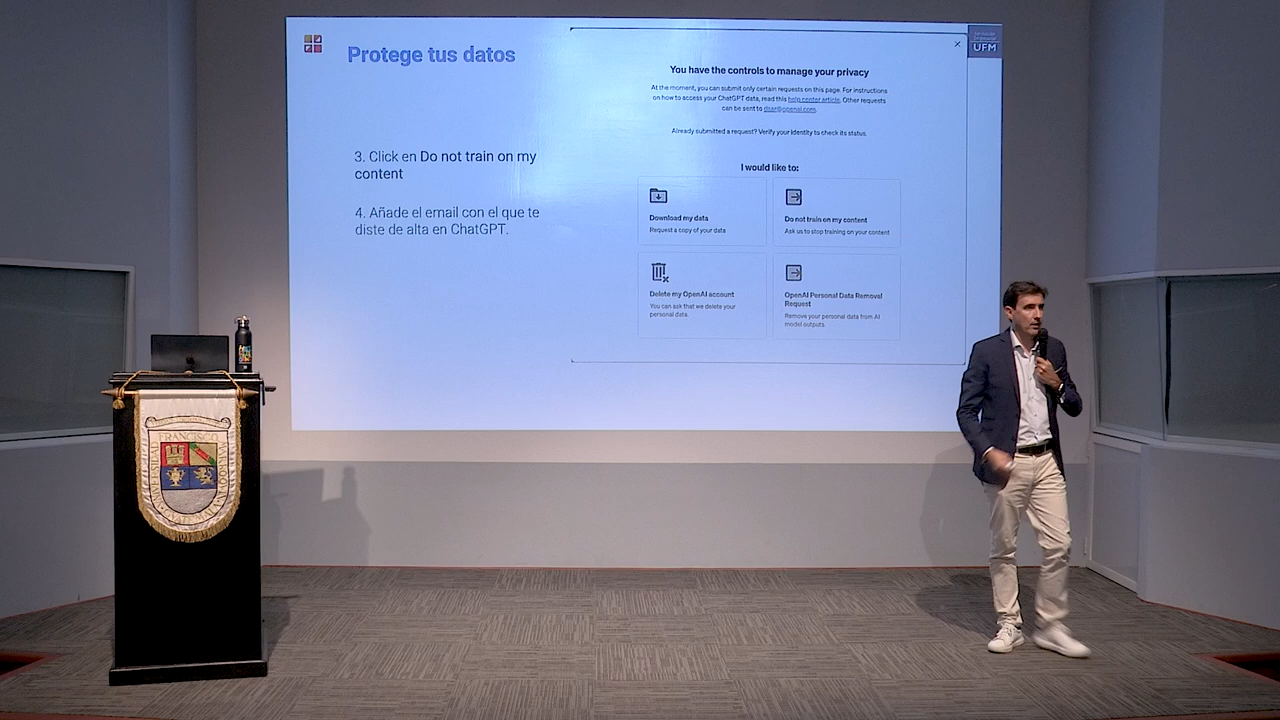 Protege tus datos
UFM
3. Click en Do not train on my
content
4. Añade el email con el que te
diste de alta en ChatGPT.
You have the controls to manage your privacy
At the moment, you can submit only certain requests on this page. For instructions
on how to access your ChatGPT data, read this help center article. Other requests
can be sent to dsar@openai.com.
Already submitted a request? Verify your Identity to check its status.
I would like to:
Download my data
Request a copy of your data
Do not train on my content
Ask us to stop training on your content
Delete my OpenAI account
You can ask that we delete your
personal data.
OpenAI Personal Data Removal
Request
Remove your personal data from AI
model outputs.
UNIVERSITAS FRANCISCO MARROQUIN
GVATEMALA